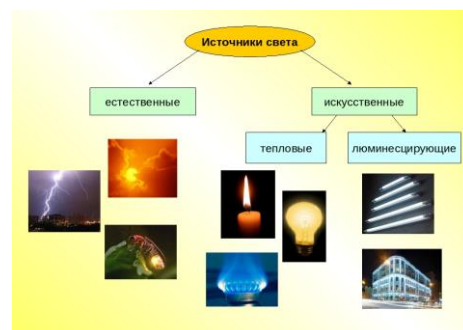 Источники света
естественные
искусственные
тепловые
люминесцирующие